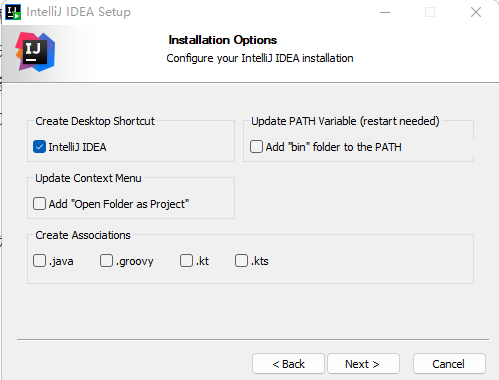 IntelliJ IDEA Setup
IJ
Installation Options
Configure your IntelliJ IDEA installation
Create Desktop Shortcut
IntelliJ IDEA
Update PATH Variable (restart needed)
Add "bin" folder to the PATH
Update Context Menu
Add "Open Folder as Project"
Create Associations
.java .groovy .kt .kts
< Back Next > Cancel